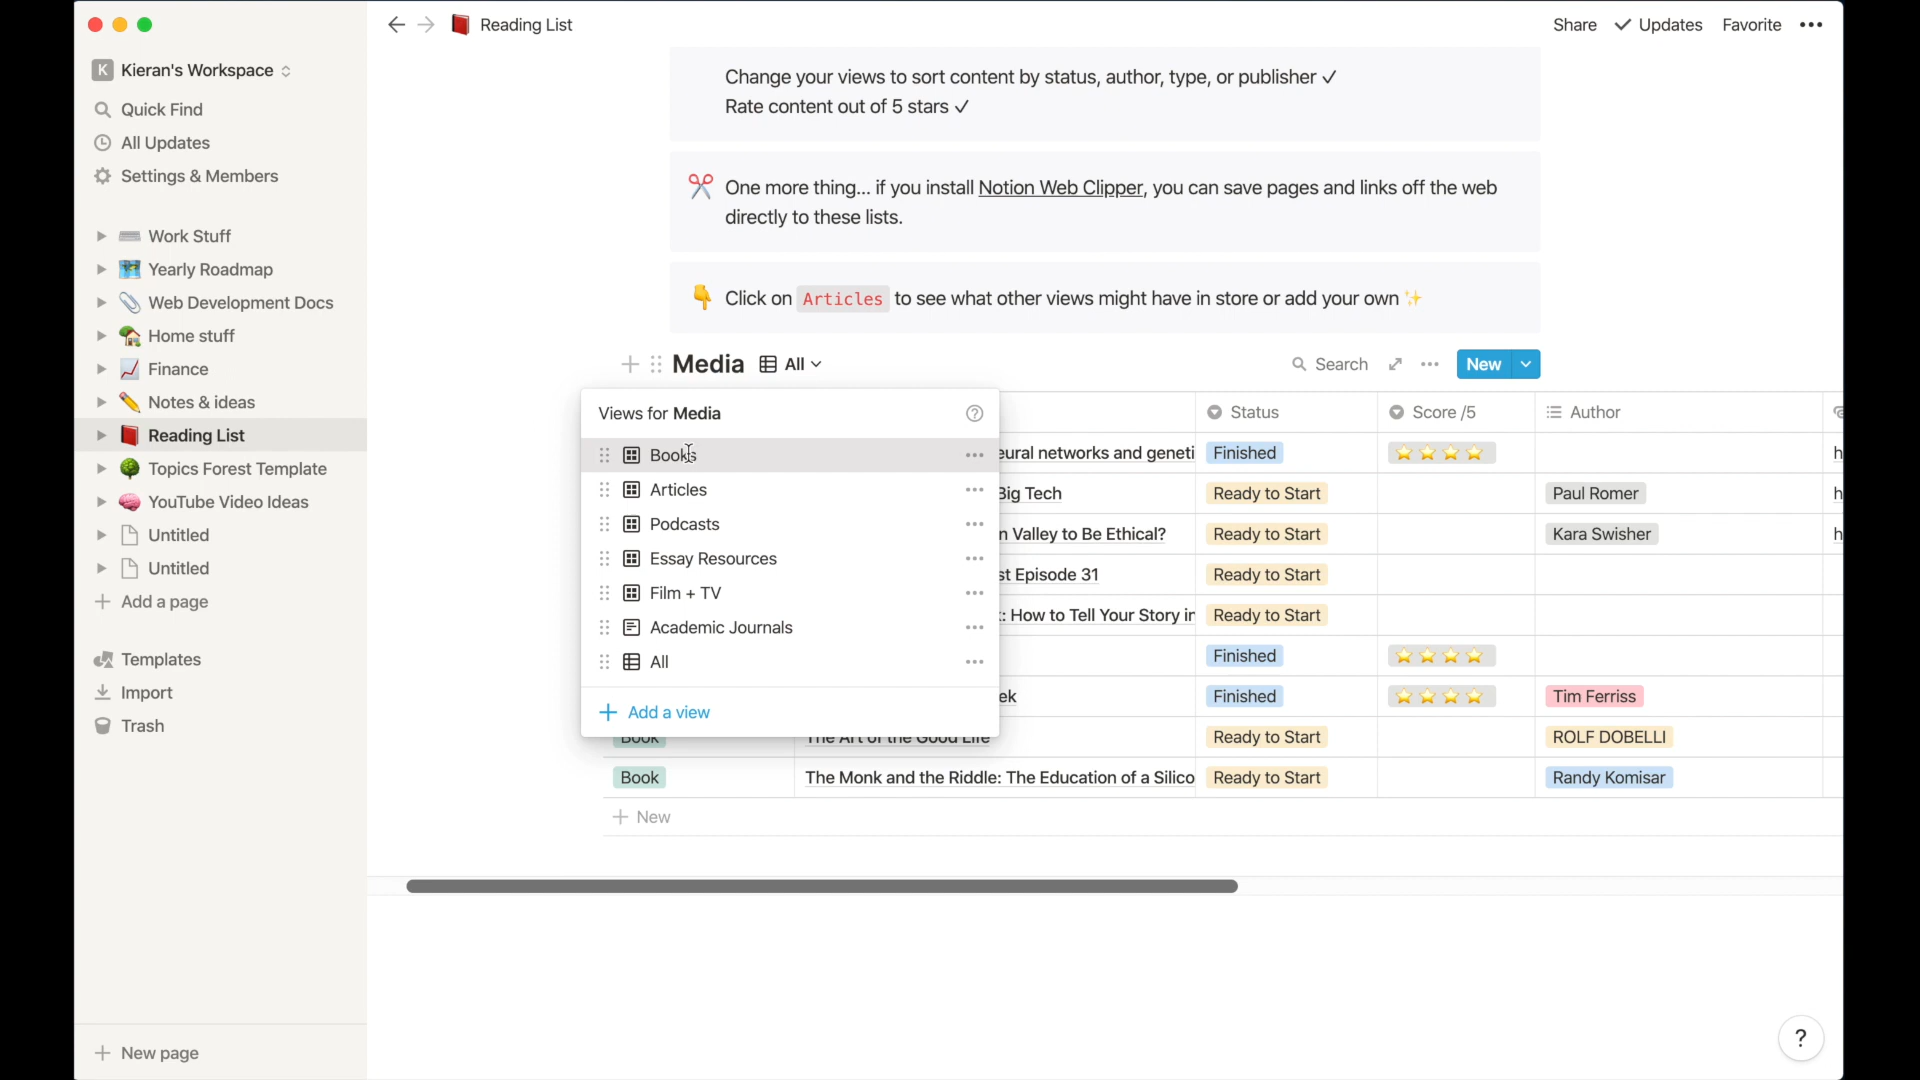 Reading List
Share
Updates
Favorite
K Kieran's Workspace
Quick Find
All Updates
Settings & Members
Work Stuff
Yearly Roadmap
Web Development Docs
Home stuff
Finance
Notes & ideas
Reading List
Topics Forest Template
YouTube Video Ideas
Untitled
Untitled
Add a page
Templates
Import
Trash
New page
Change your views to sort content by status, author, type, or publisher ✓
Rate content out of 5 stars ✓
One more thing... if you install Notion Web Clipper, you can save pages and links off the web
directly to these lists.
Click on Articles to see what other views might have in store or add your own ✨
Media
All
Search
New
Views for Media
Books
Articles
Podcasts
Essay Resources
Film + TV
Academic Journals
All
Add a view
Status
Score /5
Author
eural networks and geneti Finished ⭐⭐⭐⭐ h
Big Tech Ready to Start Paul Romer h
n Valley to Be Ethical? Ready to Start Kara Swisher h
st Episode 31 Ready to Start
: How to Tell Your Story in Ready to Start
Finished ⭐⭐⭐⭐
ek Finished ⭐⭐⭐⭐ Tim Ferriss
Book The Art of the Good Life Ready to Start ROLF DOBELLI
Book The Monk and the Riddle: The Education of a Silico Ready to Start Randy Komisar
New
?